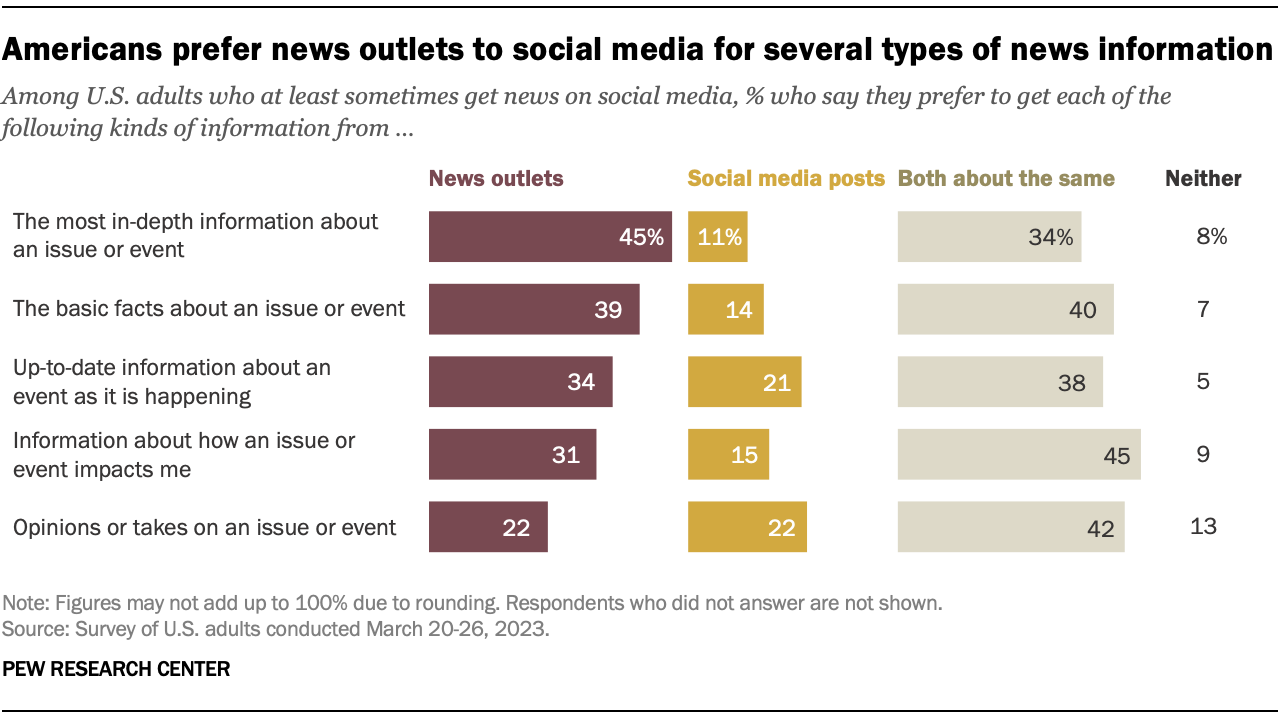 Americans prefer news outlets to social media for several types of news information
Among U.S. adults who at least sometimes get news on social media, % who say they prefer to get each of the
following kinds of information from ...
News outlets Social media posts Both about the same Neither
The most in-depth information about
an issue or event
45% 11% 34% 8%
The basic facts about an issue or event 39 14 40 7
Up-to-date information about an
event as it is happening
34 21 38 5
Information about how an issue or
event impacts me
31 15 45 9
Opinions or takes on an issue or event 22 22 42 13
Note: Figures may not add up to 100% due to rounding. Respondents who did not answer are not shown.
Source: Survey of U.S. adults conducted March 20-26, 2023.
PEW RESEARCH CENTER